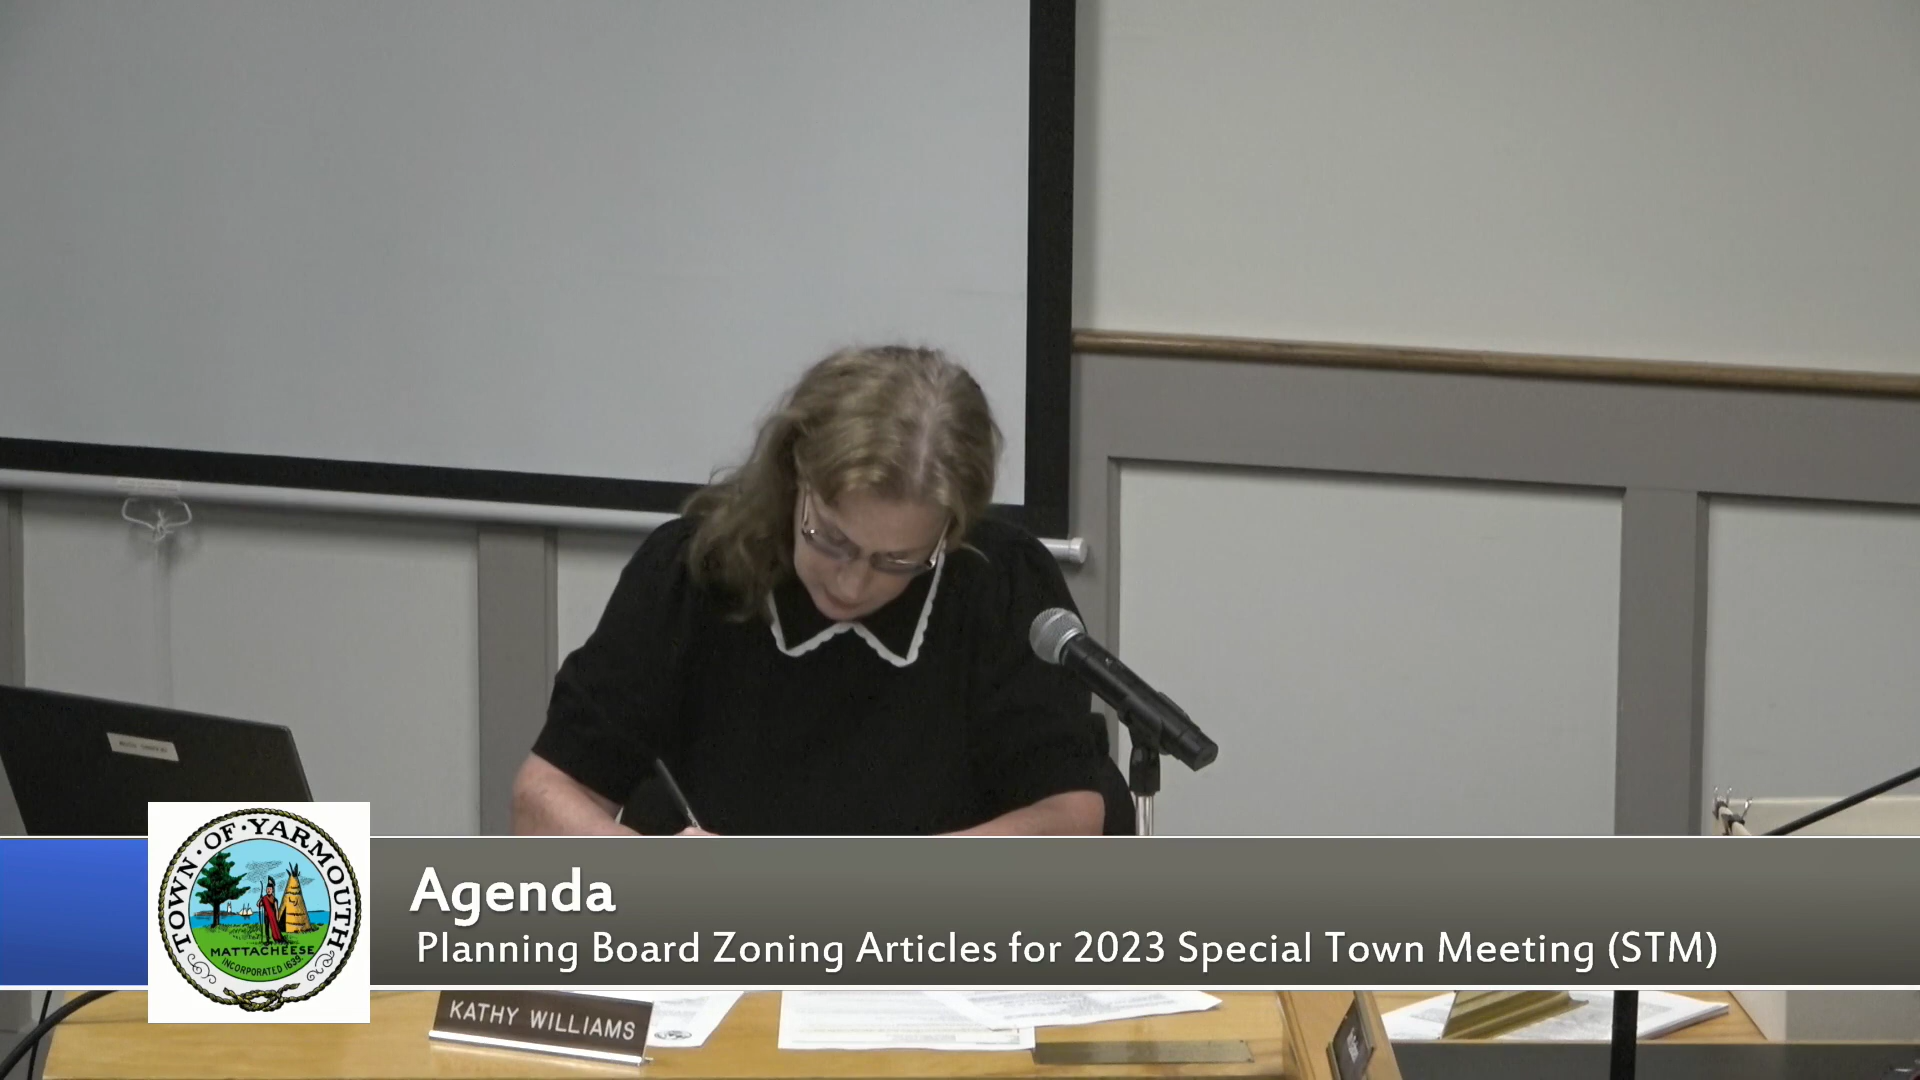 Agenda
Planning Board Zoning Articles for 2023 Special Town Meeting (STM)
TOWN · OF · YARMOUTH
MATTACHEESE
INCORPORATED 1639
KATHY WILLIAMS